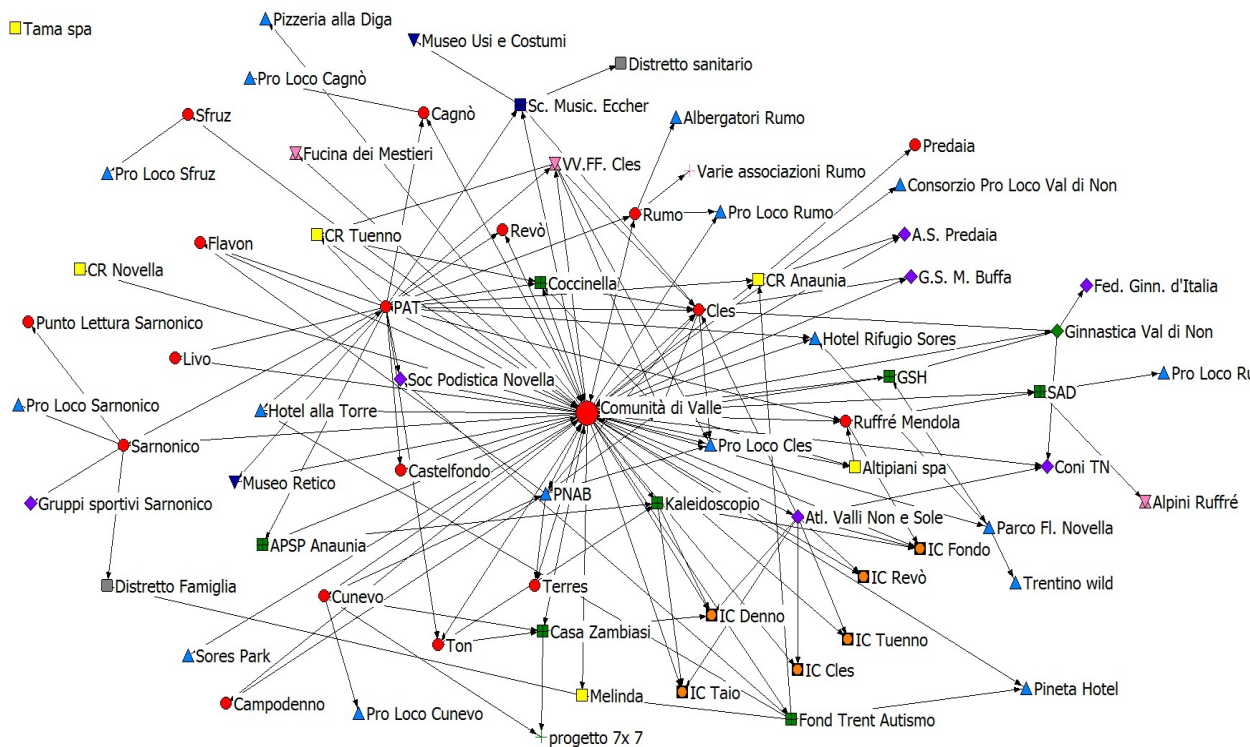 Pizzeria alla Diga
Tama spa
Museo Usi e Costumi
Distretto sanitario
Pro Loco Cagnò
Sc. Music. Eccher
Cagnò
Sfruz
Albergatori Rumo
Predaia
Fucina dei Mestieri
VV.FF. Cles
Varie associazioni Rumo
Pro Loco Sfruz
Consorzio Pro Loco Val di Non
Rumo
Pro Loco Rumo
Revò
CR Tuenno
A.S. Predaia
Flavon
CR Novella
Coccinella
CR Anaunia
G.S. M. Buffa
Fed. Ginn. d'Italia
PAT
Cles
Punto Lettura Sarnonico
Ginnastica Val di Non
Hotel Rifugio Sores
Livo
Soc Podistica Novella
GSH
Pro Loco Ru
SAD
Pro Loco Sarnonico
Hotel alla Torre
Comunità di Valle
Ruffré Mendola
Sarnonico
Pro Loco Cles
Castelfondo
Altipiani spa
Coni TN
Museo Retico
PNAB
Gruppi sportivi Sarnonico
Kaleidoscopio
Alpini Ruffré
Atl. Valli Non e Sole
Parco Fl. Novella
APSP Anaunia
IC Fondo
IC Revò
Trentino wild
Distretto Famiglia
Terres
Cunevo
IC Denno
Casa Zambiasi
IC Tuenno
Ton
Sores Park
IC Cles
IC Taio
Melinda
Pineta Hotel
Campodenno
Pro Loco Cunevo
Fond Trent Autismo
progetto 7x 7